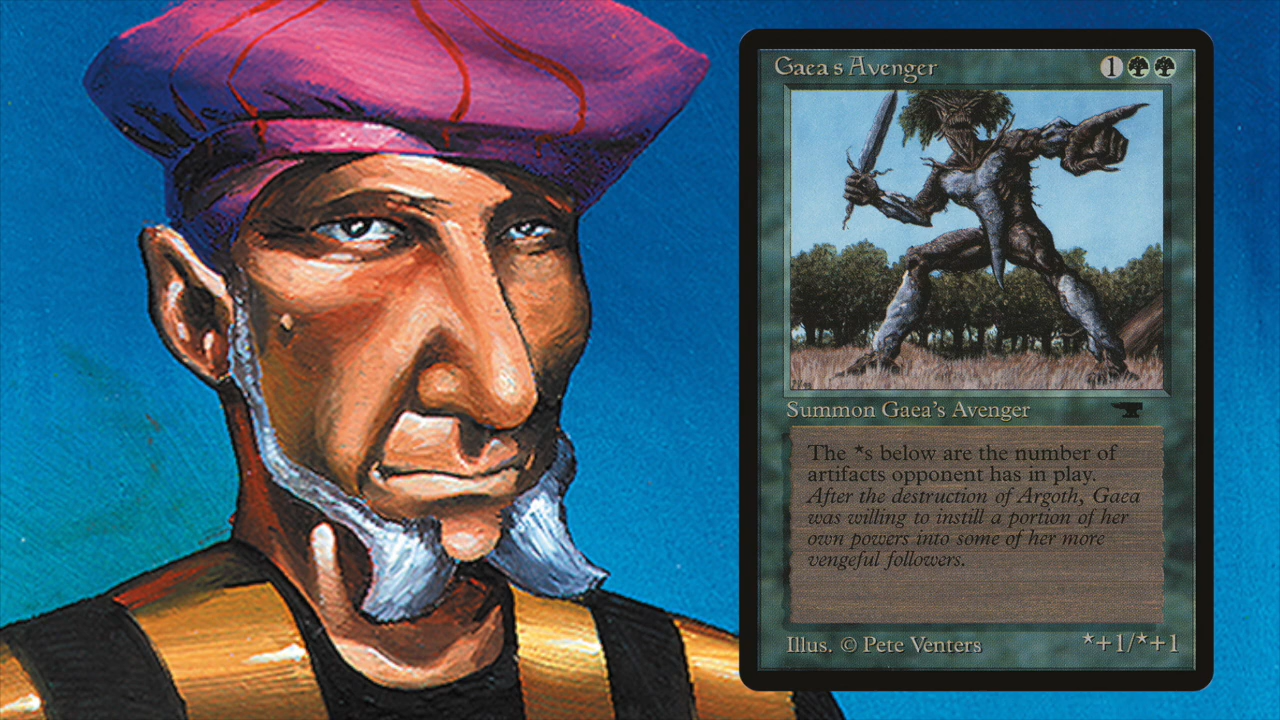 Gaea's Avenger 1
Summon Gaea's Avenger
The *s below are the number of
artifacts opponent has in play.
After the destruction of Argoth, Gaea
was willing to instill a portion of her
own powers into some of her more
vengeful followers.
Illus. © Pete Venters *+1/*+1